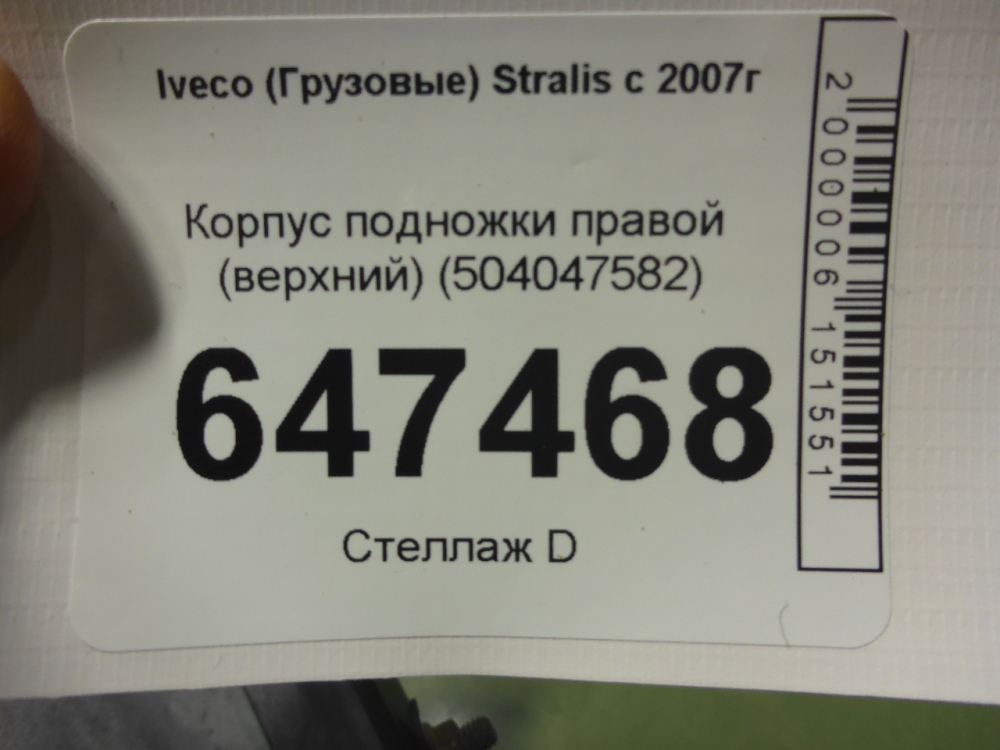 Iveco (Грузовые) Stralis с 2007г
Корпус подножки правой
(верхний) (504047582)
647468
Стеллаж D
2000006151551